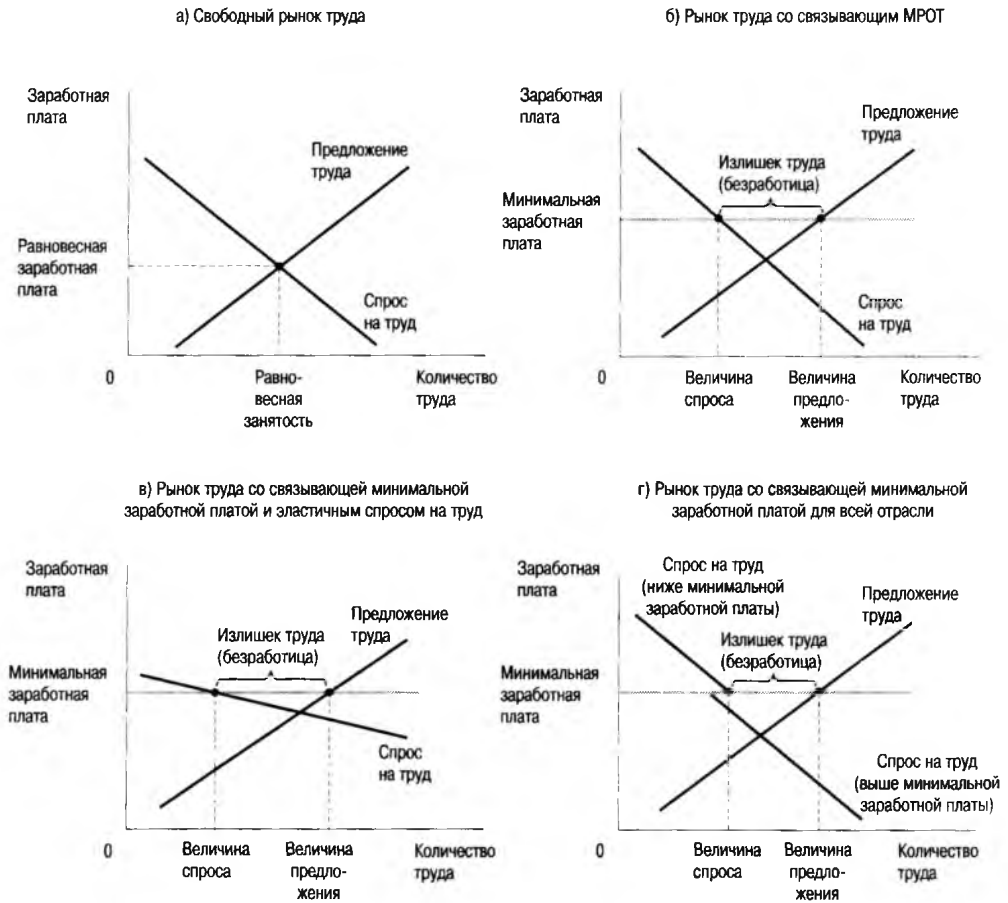 а) Свободный рынок труда
Заработная
плата
Предложение
труда
Равновесная
заработная
плата
Спрос
на труд
0
Равно-
весная
занятость
Количество
труда
б) Рынок труда со связывающим МРОТ
Заработная
плата
Предложение
труда
Излишек труда
(безработица)
Минимальная
заработная
плата
Спрос
на труд
0
Величина
спроса
Величина
предло-
жения
Количество
труда
в) Рынок труда со связывающей минимальной
заработной платой и эластичным спросом на труд
Заработная
плата
Предложение
труда
Излишек труда
(безработица)
Минимальная
заработная
плата
Спрос
на труд
0
Величина
спроса
Величина
предло-
жения
Количество
труда
г) Рынок труда со связывающей минимальной
заработной платой для всей отрасли
Заработная
плата
Спрос на труд
(ниже минимальной
заработной платы)
Предложение
труда
Излишек труда
(безработица)
Минимальная
заработная
плата
Спрос на труд
(выше минимальной
заработной платы)
0
Величина
спроса
Величина
предло-
жения
Количество
труда